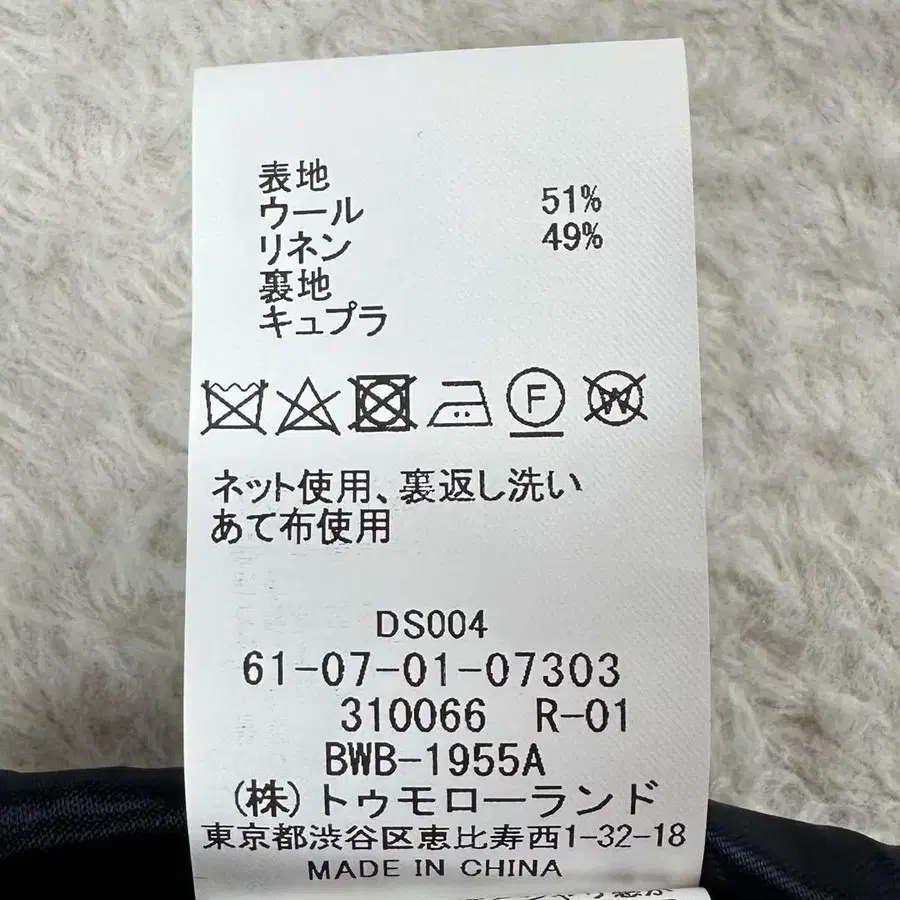 表地
ウール 51%
リネン 49%
裏地
キュプラ
F
W
ネット使用、裏返し洗い
あて布使用
DS004
61-07-01-07303
310066 R-01
BWB-1955A
(株)トゥモローランド
東京都渋谷区恵比寿西1-32-18
MADE IN CHINA